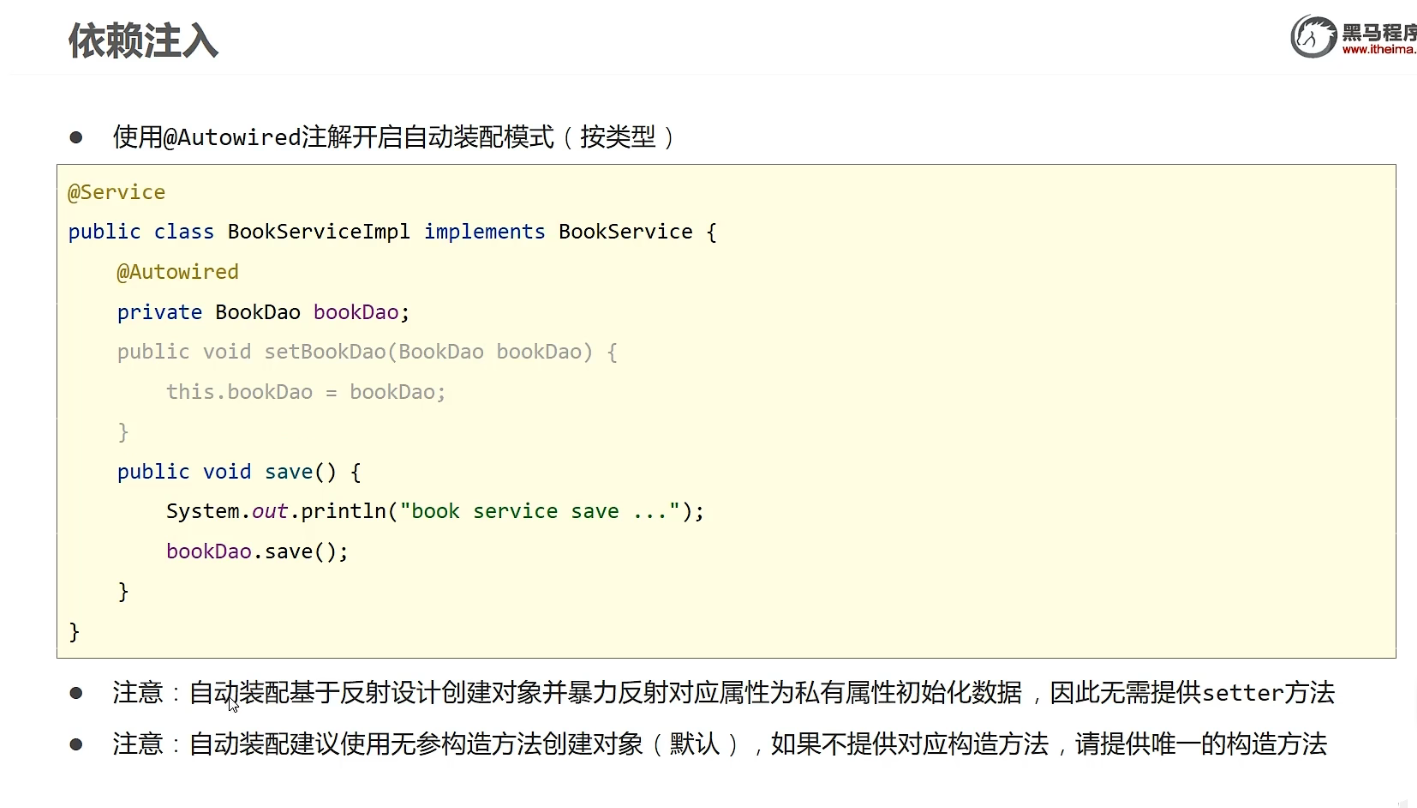 依赖注入
黑马程序
www.itheima.
● 使用@Autowired注解开启自动装配模式（按类型）
@Service
public class BookServiceImpl implements BookService {
    @Autowired
    private BookDao bookDao;
    public void setBookDao(BookDao bookDao) {
        this.bookDao = bookDao;
    }
    public void save() {
        System.out.println("book service save ...");
        bookDao.save();
    }
}
● 注意：自动装配基于反射设计创建对象并暴力反射对应属性为私有属性初始化数据，因此无需提供setter方法
● 注意：自动装配建议使用无参构造方法创建对象（默认），如果不提供对应构造方法，请提供唯一的构造方法